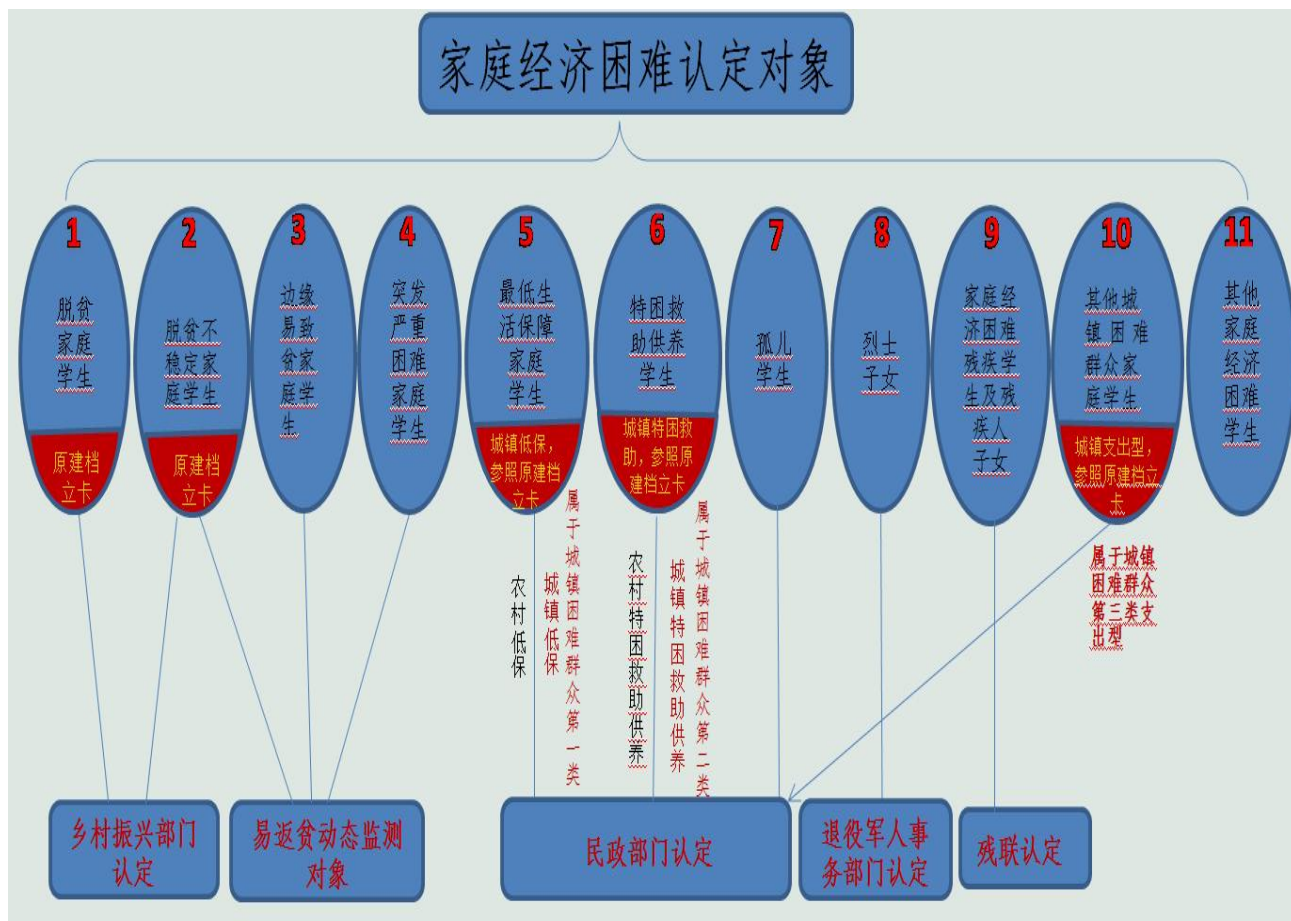 家庭经济困难认定对象
1
脱贫
家庭
学生
原建档
立卡
2
脱贫不
稳定家
庭学生
原建档
立卡
3
边缘
易致
贫家
庭学
生
4
突发
严重
困难
家庭
学生
5
最低生
活保障
家庭
学生
城镇低保，
参照原建档
立卡
6
特困救
助供养
学生
城镇特困救
助，参照原
建档立卡
7
孤儿
学生
8
烈士
子女
9
家庭经
济困难
残疾学
生及残
疾人
子女
10
其他城
镇困难
群众家
庭学生
城镇支出型，
参照原建档立
卡
11
其他
家庭
经济
困难
学生
农村低保
城镇低保
属于城镇困难群众第一类
农村特困救助供养
城镇特困救助供养
属于城镇困难群众第二类
属于城镇
困难群众
第三类支
出型
乡村振兴部门
认定
易返贫动态监测
对象
民政部门认定
退役军人事
务部门认定
残联认定